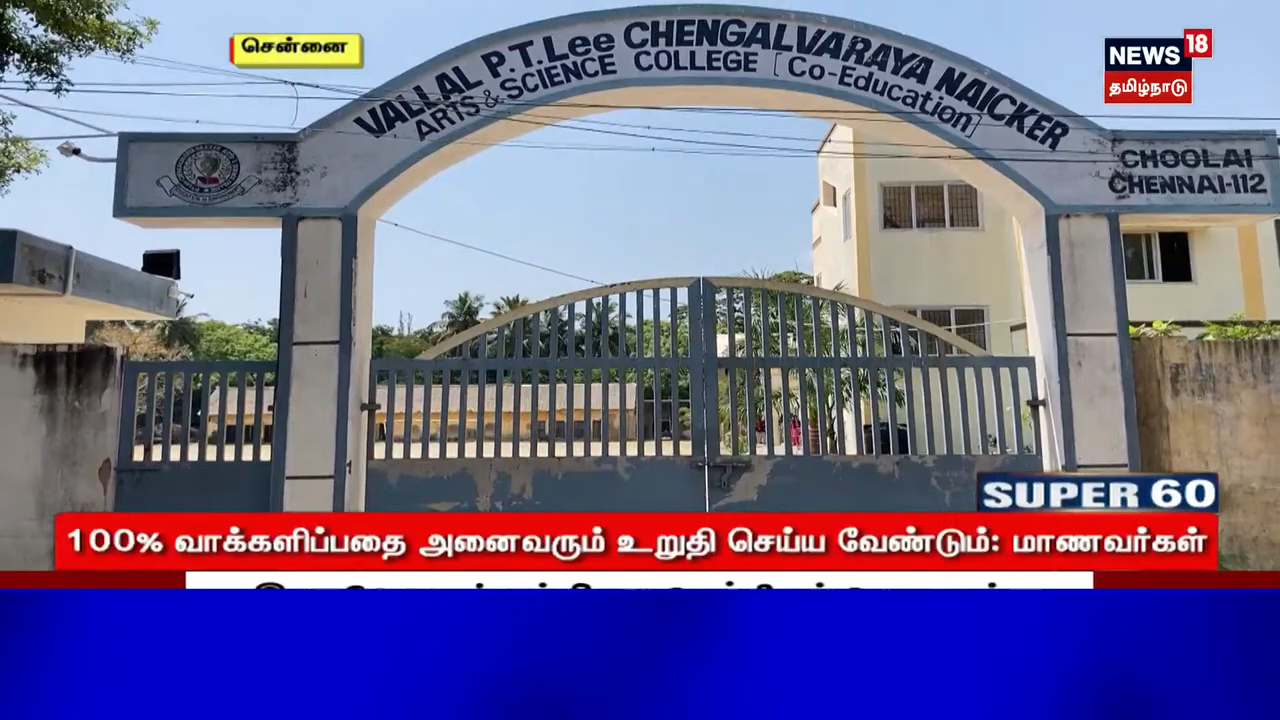 சென்னை
NEWS 18
தமிழ்நாடு
VALLAL P.T.Lee CHENGALVARAYA NAICKER
ARTS & SCIENCE COLLEGE [Co-Education]
CHOOLAI
CHENNAI-112
SUPER 60
100% வாக்களிப்பதை அனைவரும் உறுதி செய்ய வேண்டும்: மாணவர்கள்